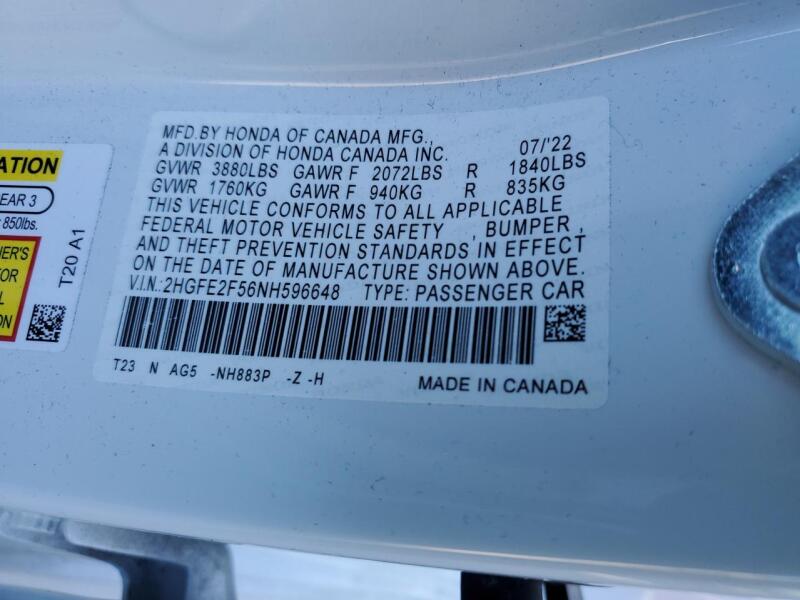 ATION
EAR 3
850lbs.
HER'S
OR
L
ON
T20 A1
MFD.BY HONDA OF CANADA MFG., 07/'22
A DIVISION OF HONDA CANADA INC.
GVWR 3880LBS GAWR F 2072LBS R 1840LBS
GVWR 1760KG GAWR F 940KG R 835KG
THIS VEHICLE CONFORMS TO ALL APPLICABLE
FEDERAL MOTOR VEHICLE SAFETY , BUMPER,
AND THEFT PREVENTION STANDARDS IN EFFECT
ON THE DATE OF MANUFACTURE SHOWN ABOVE.
V.I.N.:2HGFE2F56NH596648 TYPE: PASSENGER CAR
T23 N AG5 -NH883P -Z -H MADE IN CANADA